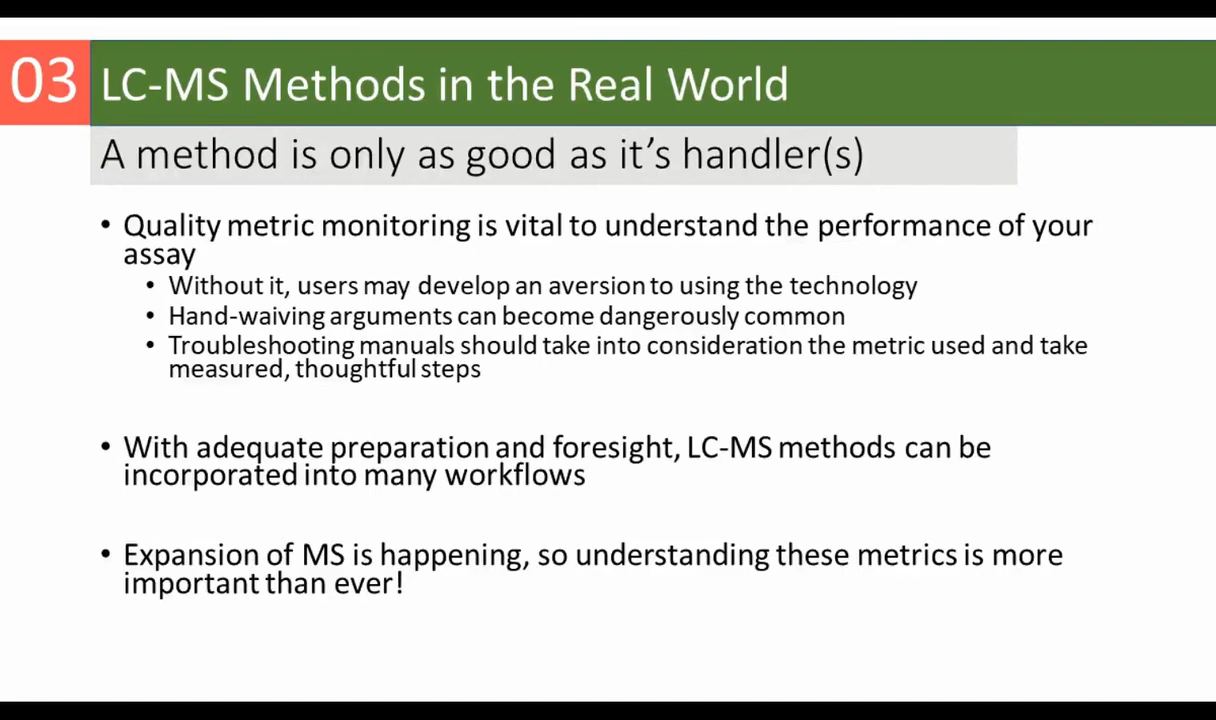 03
LC-MS Methods in the Real World
A method is only as good as it’s handler(s)
• Quality metric monitoring is vital to understand the performance of your
assay
• Without it, users may develop an aversion to using the technology
• Hand-waiving arguments can become dangerously common
• Troubleshooting manuals should take into consideration the metric used and take
measured, thoughtful steps
• With adequate preparation and foresight, LC-MS methods can be
incorporated into many workflows
• Expansion of MS is happening, so understanding these metrics is more
important than ever!